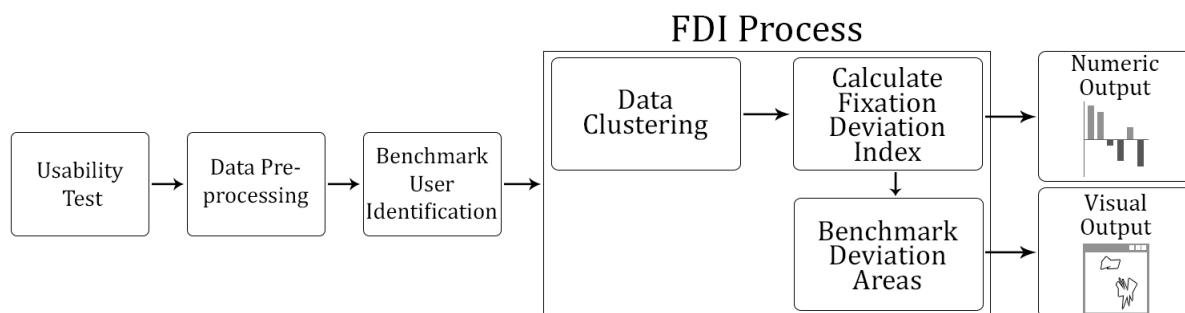 FDI Process
Usability
Test
Data Pre-
processing
Benchmark
User
Identification
Data
Clustering
Calculate
Fixation
Deviation
Index
Benchmark
Deviation
Areas
Numeric
Output
Visual
Output